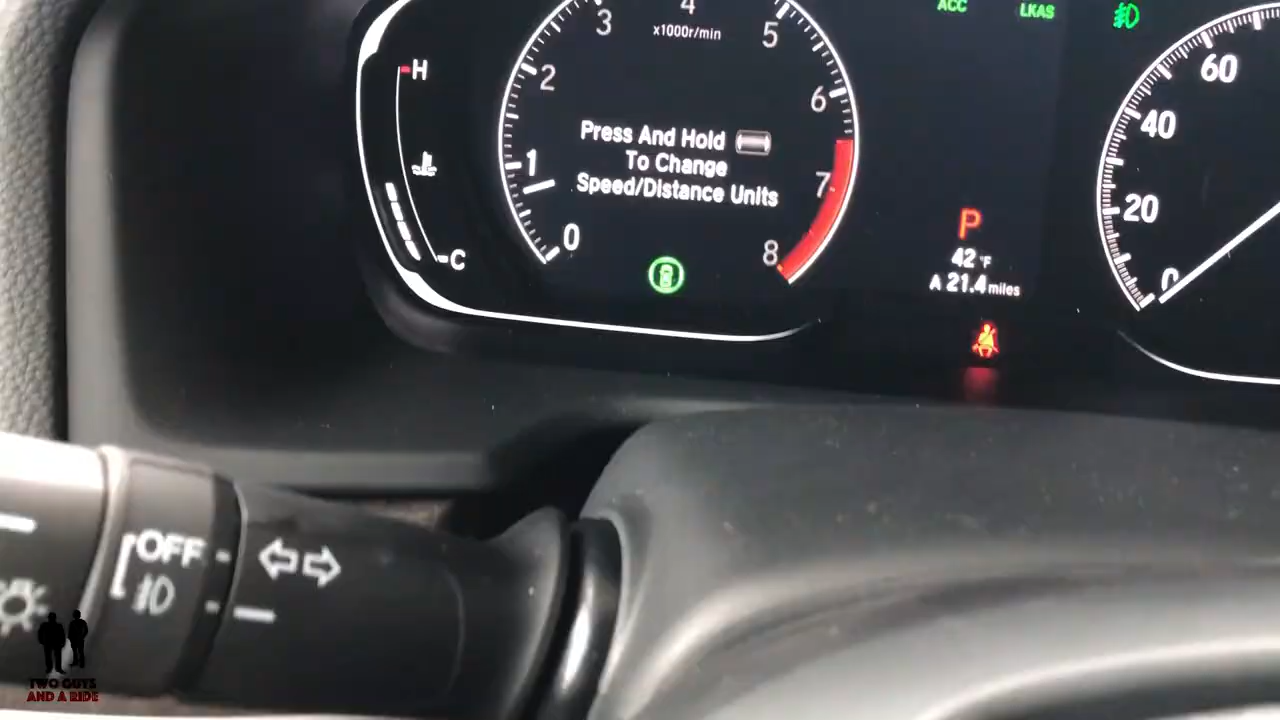 ACC
LKAS
H
C
0
1
2
3
4
5
6
7
8
x1000r/min
Press And Hold
To Change
Speed/Distance Units
P
42 °F
A 21.4 miles
0
20
40
60
OFF
TWO GUYS
AND A RIDE